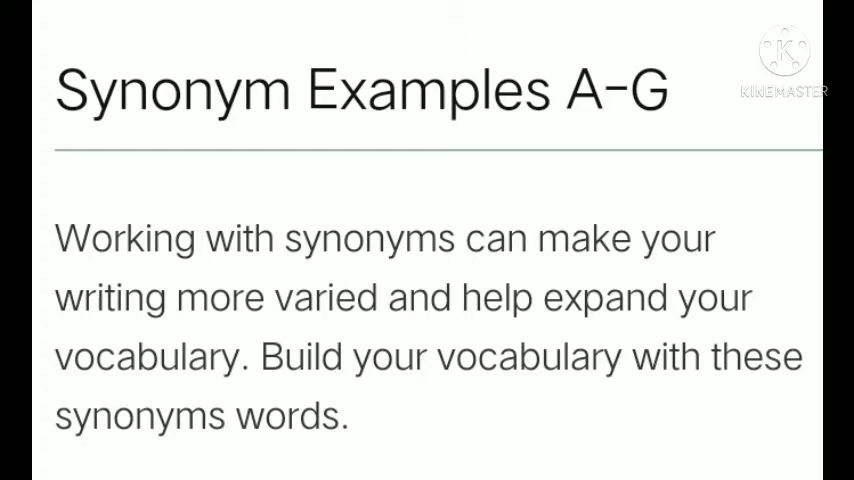 Synonym Examples A-G
K
KINEMASTER
Working with synonyms can make your
writing more varied and help expand your
vocabulary. Build your vocabulary with these
synonyms words.